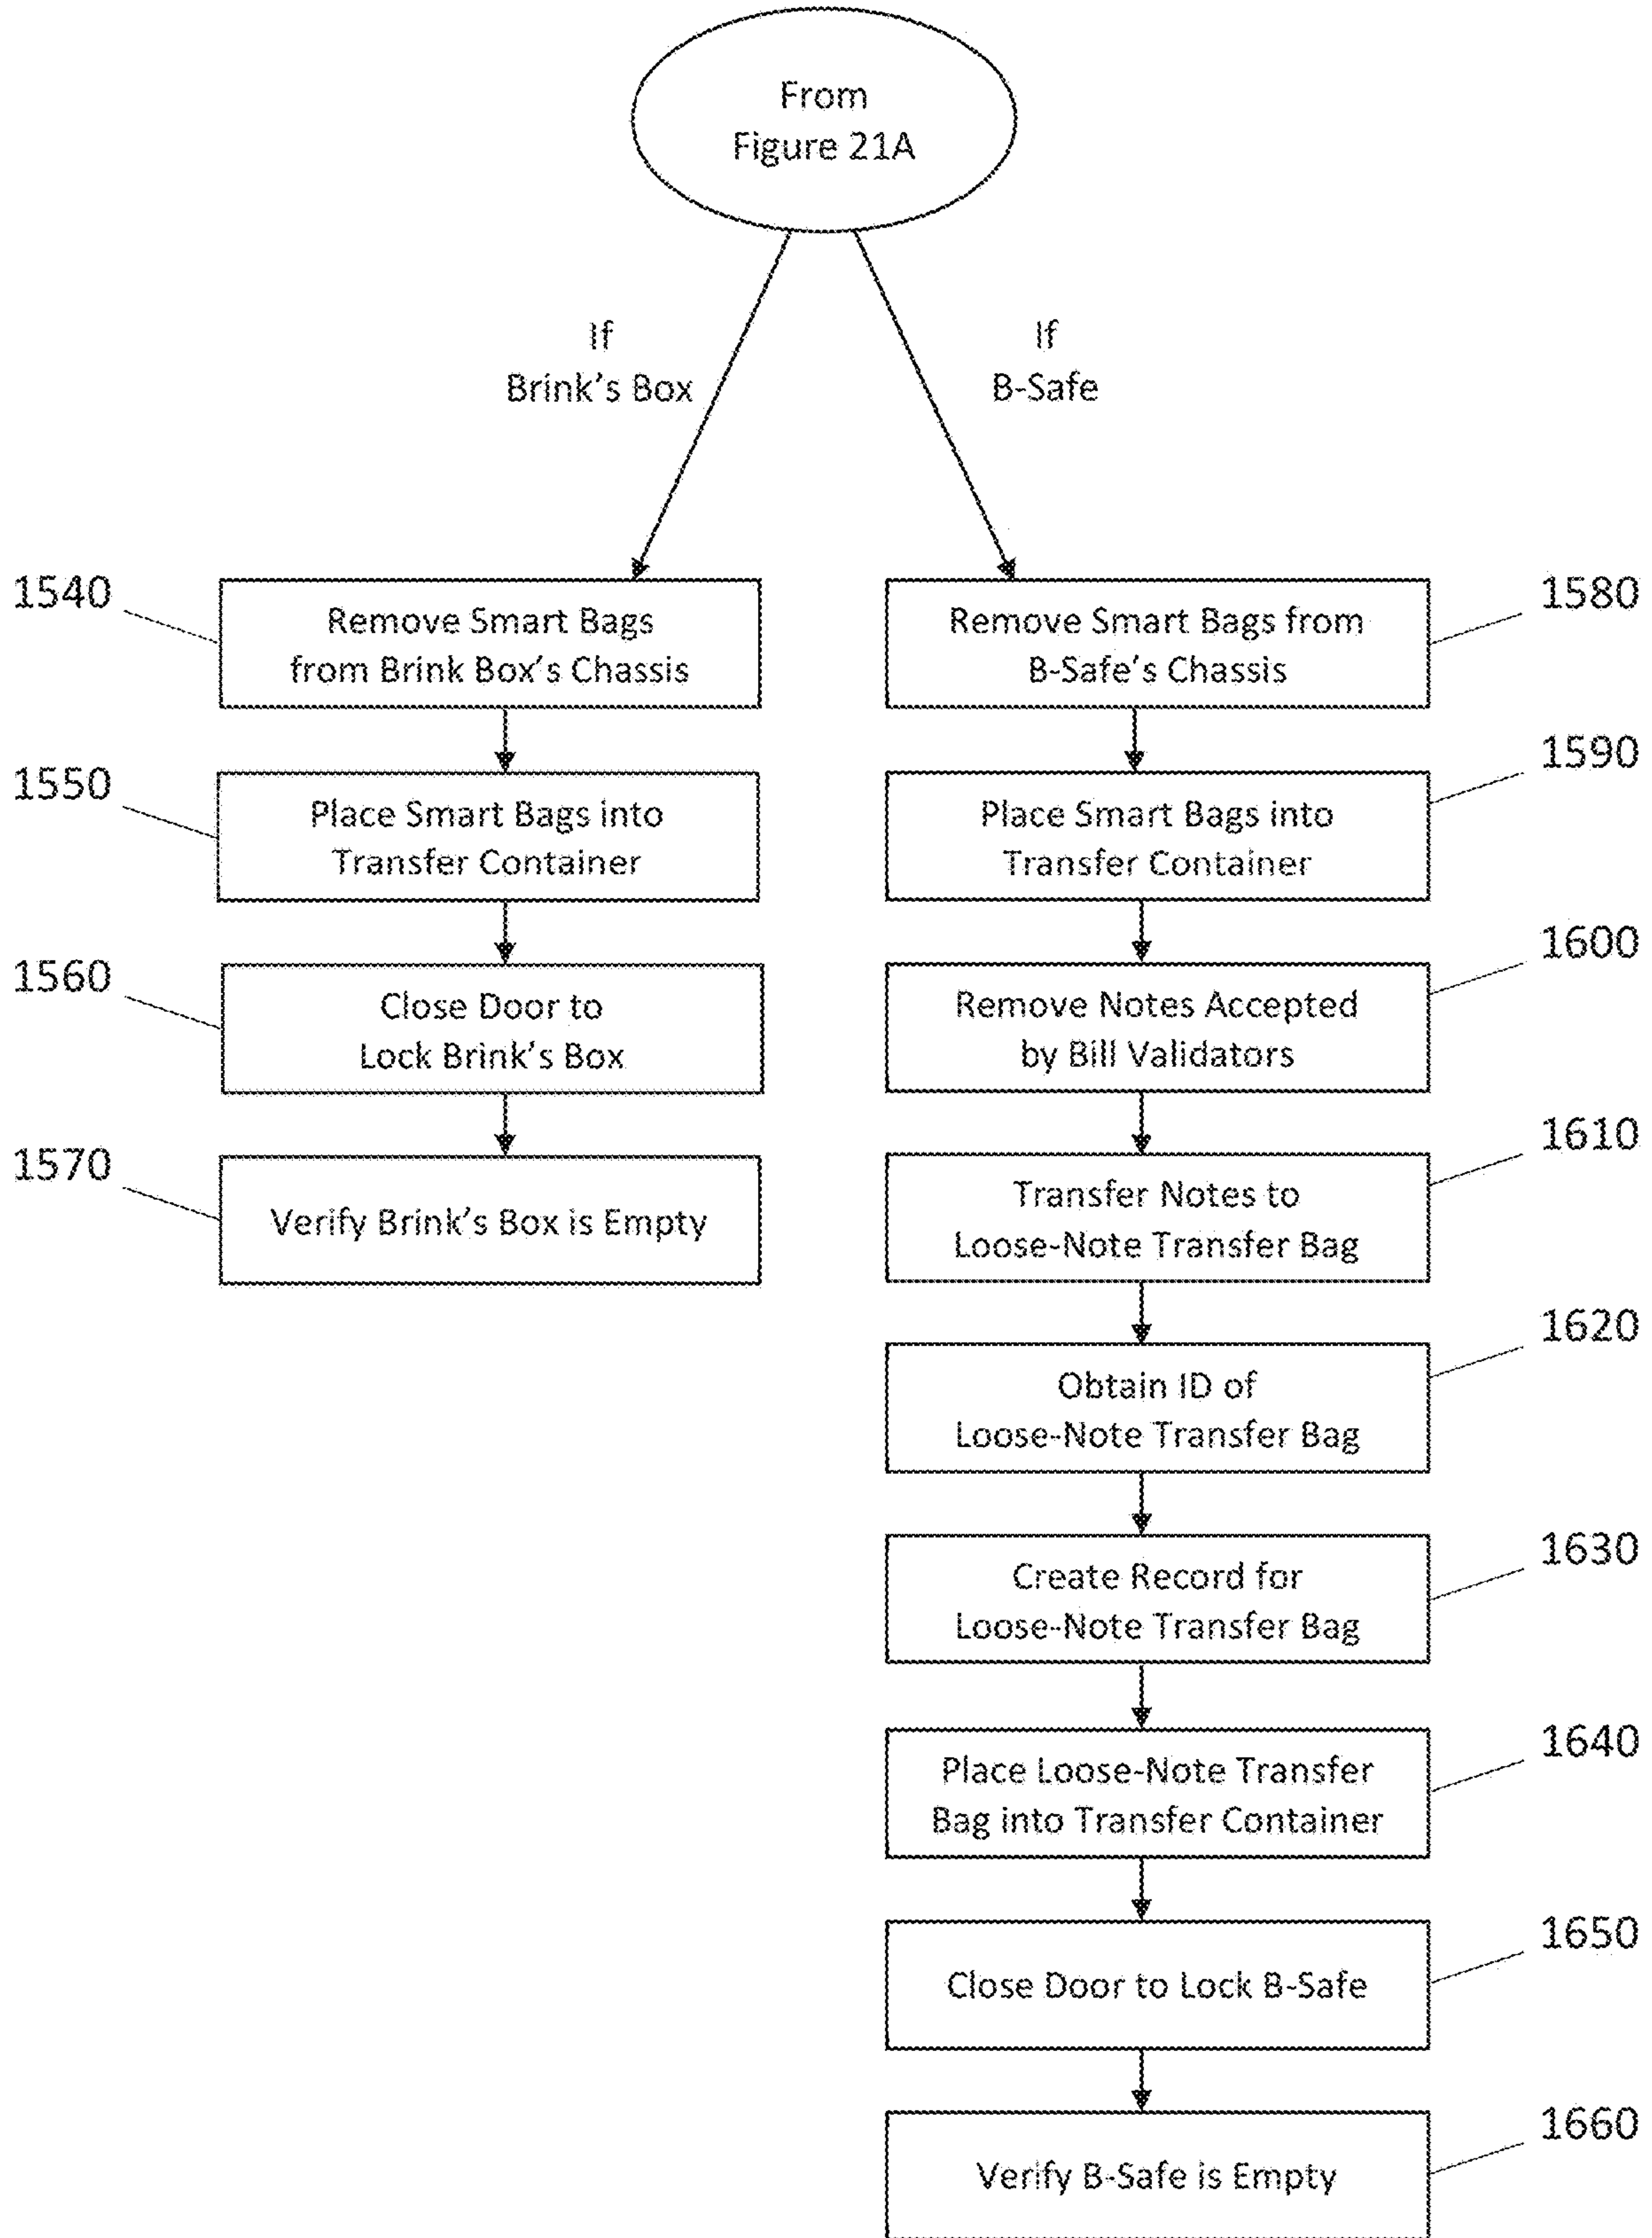 From
Figure 21A
If
Brink's Box
If
B-Safe
1540
Remove Smart Bags
from Brink Box's Chassis
1550
Place Smart Bags into
Transfer Container
1560
Close Door to
Lock Brink's Box
1570
Verify Brink's Box is Empty
1580
Remove Smart Bags from
B-Safe's Chassis
1590
Place Smart Bags into
Transfer Container
1600
Remove Notes Accepted
by Bill Validators
1610
Transfer Notes to
Loose-Note Transfer Bag
1620
Obtain ID of
Loose-Note Transfer Bag
1630
Create Record for
Loose-Note Transfer Bag
1640
Place Loose-Note Transfer
Bag into Transfer Container
1650
Close Door to Lock B-Safe
1660
Verify B-Safe is Empty